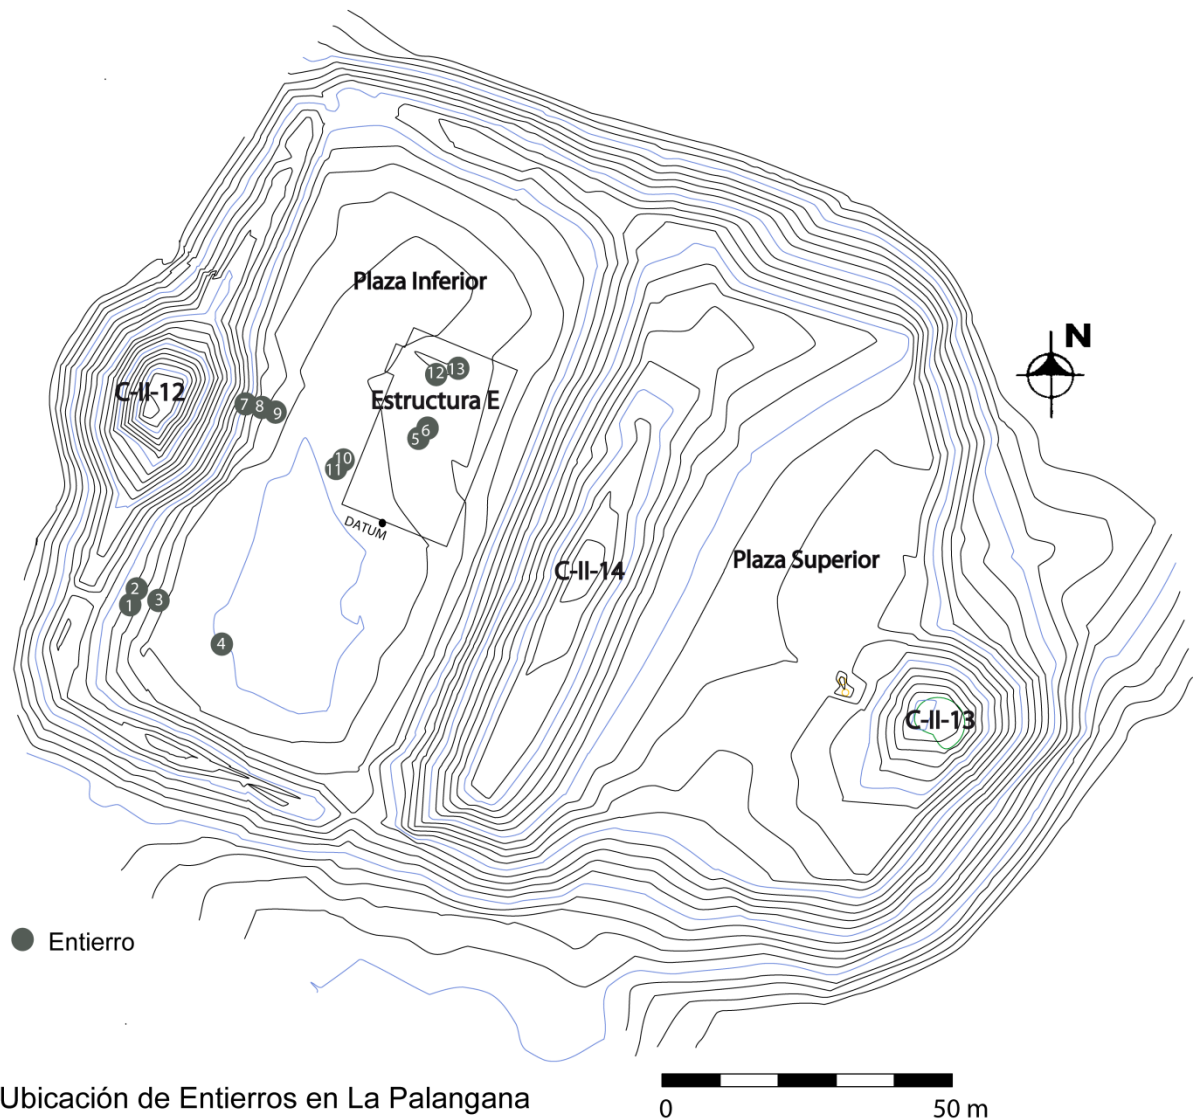 N
Plaza Inferior
C-II-12
12
13
Estructura E
7
8
9
6
5
10
11
DATUM
Plaza Superior
C-II-14
2
1
3
4
C-II-13
Entierro
Ubicación de Entierros en La Palangana
0
50 m